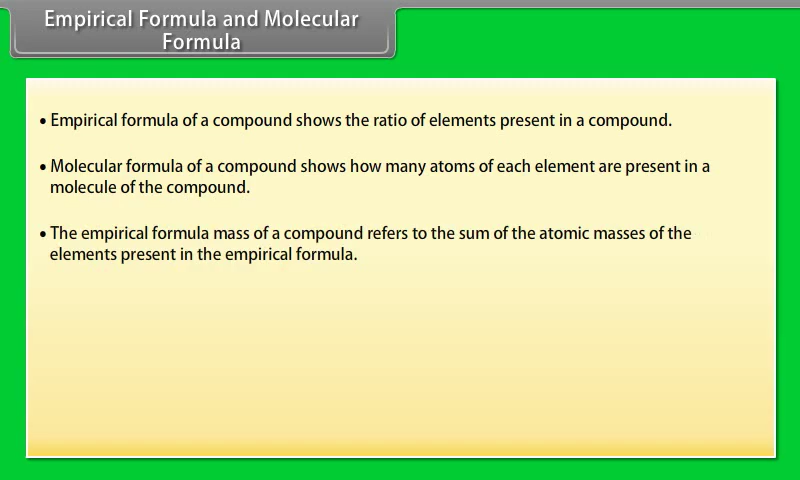 Empirical Formula and Molecular
Formula
• Empirical formula of a compound shows the ratio of elements present in a compound.
• Molecular formula of a compound shows how many atoms of each element are present in a
molecule of the compound.
• The empirical formula mass of a compound refers to the sum of the atomic masses of the
elements present in the empirical formula.